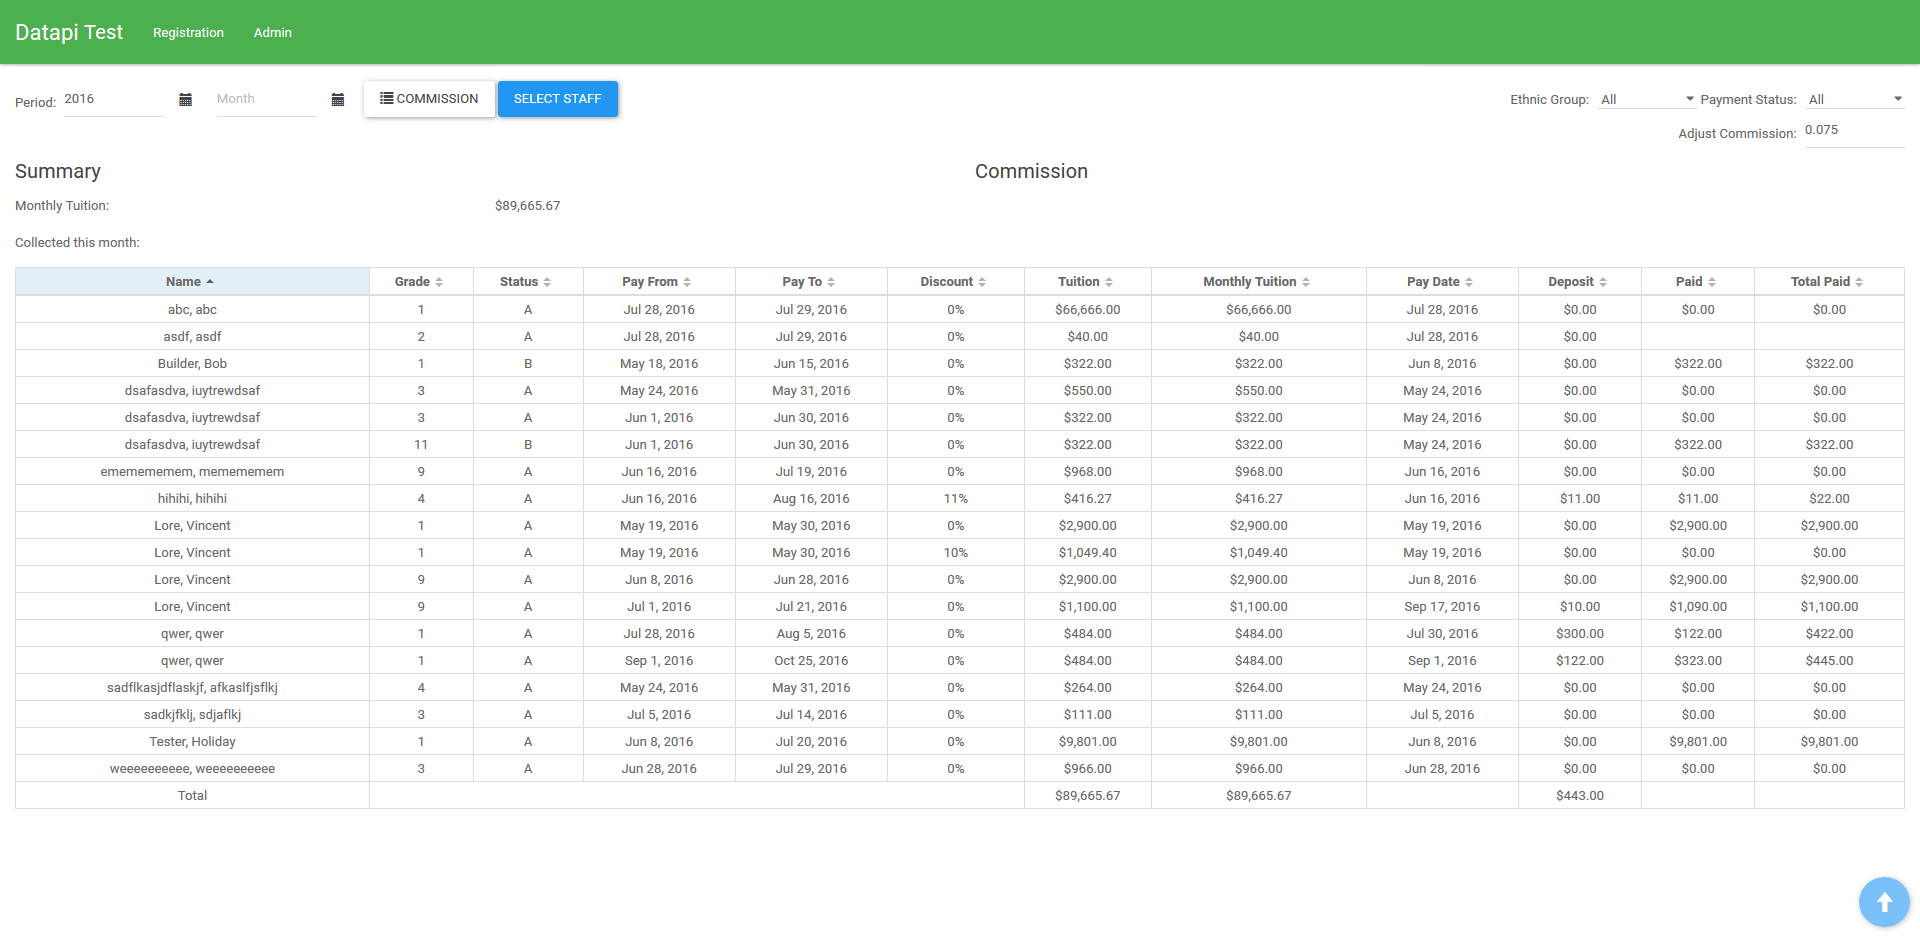 Datapi Test Registration Admin
Period: 2016 Month COMMISSION SELECT STAFF Ethnic Group: All Payment Status: All
Adjust Commission: 0.075
Summary Commission
Monthly Tuition: $89,665.67
Collected this month:
Name Grade Status Pay From Pay To Discount Tuition Monthly Tuition Pay Date Deposit Paid Total Paid
abc, abc 1 A Jul 28, 2016 Jul 29, 2016 0% $66,666.00 $66,666.00 Jul 28, 2016 $0.00 $0.00 $0.00
asdf, asdf 2 A Jul 28, 2016 Jul 29, 2016 0% $40.00 $40.00 Jul 28, 2016 $0.00
Builder, Bob 1 B May 18, 2016 Jun 15, 2016 0% $322.00 $322.00 Jun 8, 2016 $0.00 $322.00 $322.00
dsafasdva, iuytrewdsaf 3 A May 24, 2016 May 31, 2016 0% $550.00 $550.00 May 24, 2016 $0.00 $0.00 $0.00
dsafasdva, iuytrewdsaf 3 A Jun 1, 2016 Jun 30, 2016 0% $322.00 $322.00 May 24, 2016 $0.00 $0.00 $0.00
dsafasdva, iuytrewdsaf 11 B Jun 1, 2016 Jun 30, 2016 0% $322.00 $322.00 May 24, 2016 $0.00 $322.00 $322.00
emememem​em, memememem 9 A Jun 16, 2016 Jul 19, 2016 0% $968.00 $968.00 Jun 16, 2016 $0.00 $0.00 $0.00
hihihi, hihihi 4 A Jun 16, 2016 Aug 16, 2016 11% $416.27 $416.27 Jun 16, 2016 $11.00 $11.00 $22.00
Lore, Vincent 1 A May 19, 2016 May 30, 2016 0% $2,900.00 $2,900.00 May 19, 2016 $0.00 $2,900.00 $2,900.00
Lore, Vincent 1 A May 19, 2016 May 30, 2016 10% $1,049.40 $1,049.40 May 19, 2016 $0.00 $0.00 $0.00
Lore, Vincent 9 A Jun 8, 2016 Jun 28, 2016 0% $2,900.00 $2,900.00 Jun 8, 2016 $0.00 $2,900.00 $2,900.00
Lore, Vincent 9 A Jul 1, 2016 Jul 21, 2016 0% $1,100.00 $1,100.00 Sep 17, 2016 $10.00 $1,090.00 $1,100.00
qwer, qwer 1 A Jul 28, 2016 Aug 5, 2016 0% $484.00 $484.00 Jul 30, 2016 $300.00 $122.00 $422.00
qwer, qwer 1 A Sep 1, 2016 Oct 25, 2016 0% $484.00 $484.00 Sep 1, 2016 $122.00 $323.00 $445.00
sadflkasjdflaskjf, afkaslfjsflkj 4 A May 24, 2016 May 31, 2016 0% $264.00 $264.00 May 24, 2016 $0.00 $0.00 $0.00
sadkjfklj, sdjaflkj 3 A Jul 5, 2016 Jul 14, 2016 0% $111.00 $111.00 Jul 5, 2016 $0.00 $0.00 $0.00
Tester, Holiday 1 A Jun 8, 2016 Jul 20, 2016 0% $9,801.00 $9,801.00 Jun 8, 2016 $0.00 $9,801.00 $9,801.00
weeeeeeeeee, weeeeeeeeee 3 A Jun 28, 2016 Jul 29, 2016 0% $966.00 $966.00 Jun 28, 2016 $0.00 $0.00 $0.00
Total $89,665.67 $89,665.67 $443.00